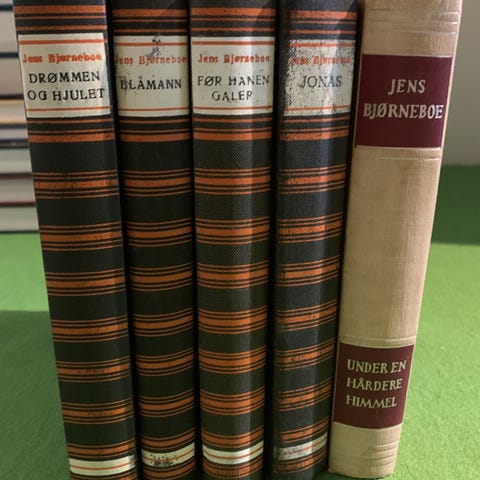 Jens Bjørneboe
DRØMMEN
OG HJULET
Jens Bjørneboe
BLÅMANN
Jens Bjørneboe
FØR HANEN
GALER
Jens Bjørneboe
JONAS
JENS
BJØRNEBOE
UNDER EN
HÅRDERE
HIMMEL